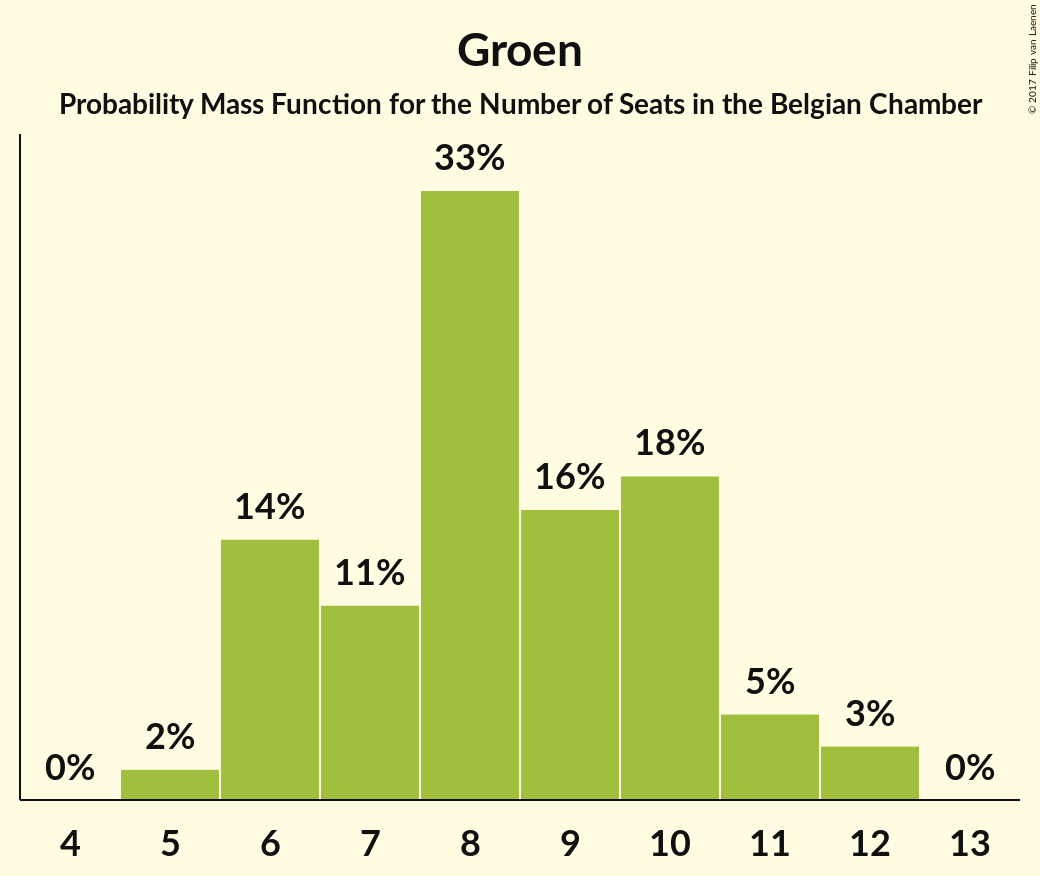 Groen
Probability Mass Function for the Number of Seats in the Belgian Chamber
© 2017 Filip van Laenen
33%
18%
16%
14%
11%
5%
3%
2%
0%
0%
4 5 6 7 8 9 10 11 12 13